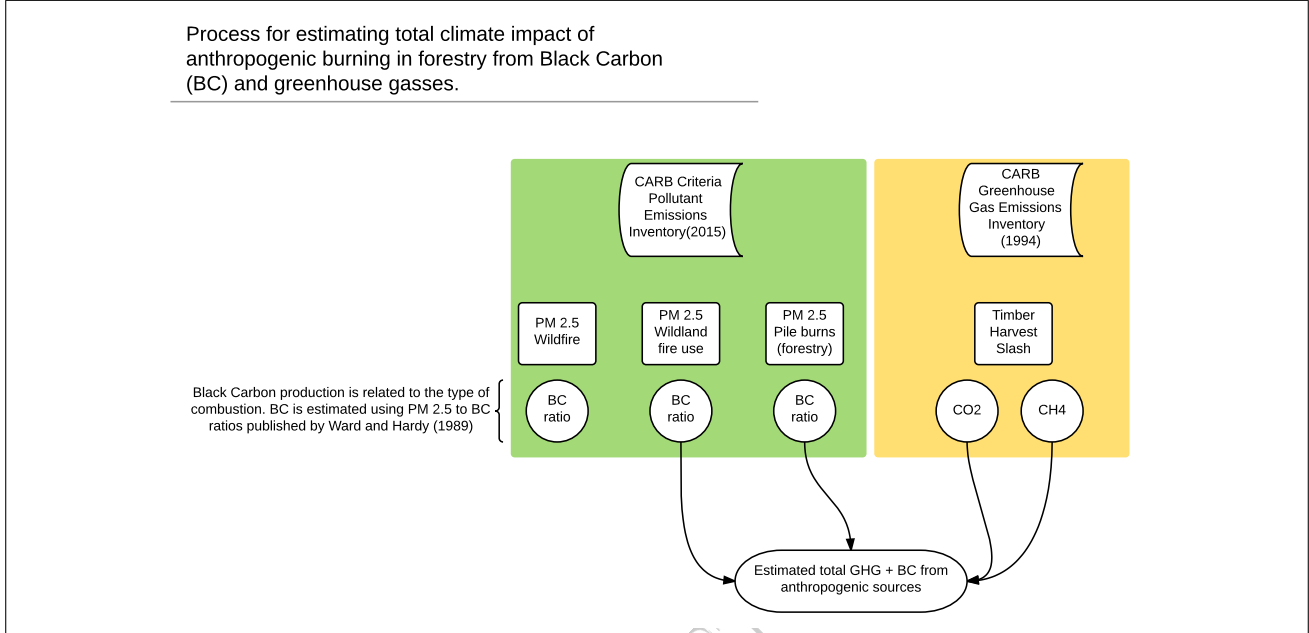 Process for estimating total climate impact of
anthropogenic burning in forestry from Black Carbon
(BC) and greenhouse gasses.
CARB Criteria
Pollutant
Emissions
Inventory(2015)
CARB
Greenhouse
Gas Emissions
Inventory
(1994)
PM 2.5
Wildfire
PM 2.5
Wildland
fire use
PM 2.5
Pile burns
(forestry)
Timber
Harvest
Slash
Black Carbon production is related to the type of
combustion. BC is estimated using PM 2.5 to BC
ratios published by Ward and Hardy (1989)
BC
ratio
BC
ratio
BC
ratio
CO2
CH4
Estimated total GHG + BC from
anthropogenic sources